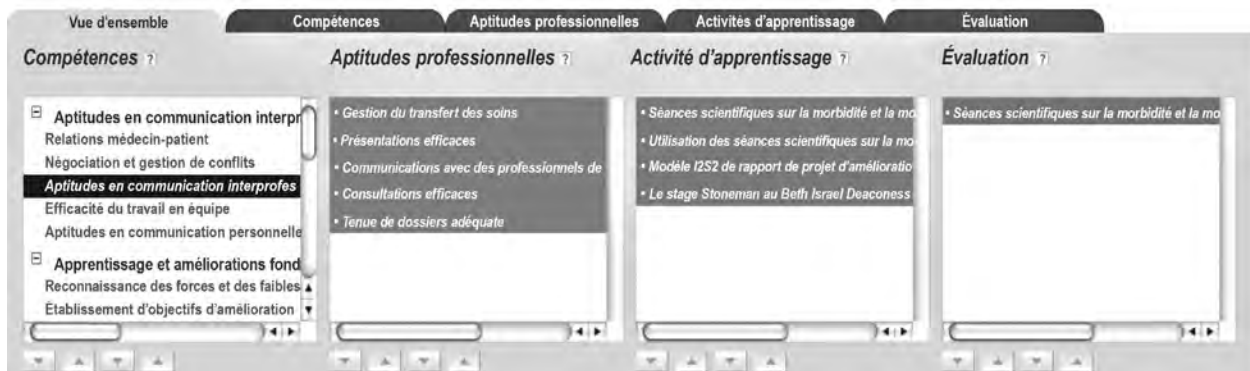 Vue d'ensemble
Compétences
Aptitudes professionnelles
Activités d'apprentissage
Évaluation
Compétences ?
Aptitudes professionnelles ?
Activité d'apprentissage ?
Évaluation ?
Aptitudes en communication interpr
Relations médecin-patient
Négociation et gestion de conflits
Aptitudes en communication interprofes
Efficacité du travail en équipe
Aptitudes en communication personnelle
Apprentissage et améliorations fond
Reconnaissance des forces et des faibles
Établissement d'objectifs d'amélioration
• Gestion du transfert des soins
• Présentations efficaces
• Communications avec des professionnels de
• Consultations efficaces
• Tenue de dossiers adéquate
• Séances scientifiques sur la morbidité et la mo
• Utilisation des séances scientifiques sur la mo
• Modèle I2S2 de rapport de projet d'amélioratio
• Le stage Stoneman au Beth Israel Deaconess
• Séances scientifiques sur la morbidité et la mo